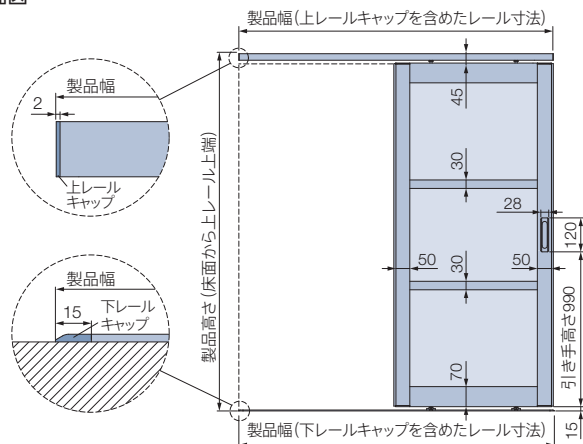 製品幅(上レールキャップを含めたレール寸法)
製品幅
2
上レール
キャップ
製品高さ(床面から上レール上端)
45
30
28
120
50
30
50
引き手高さ990
製品幅
15
下レール
キャップ
70
製品幅(下レールキャップを含めたレール寸法)
15